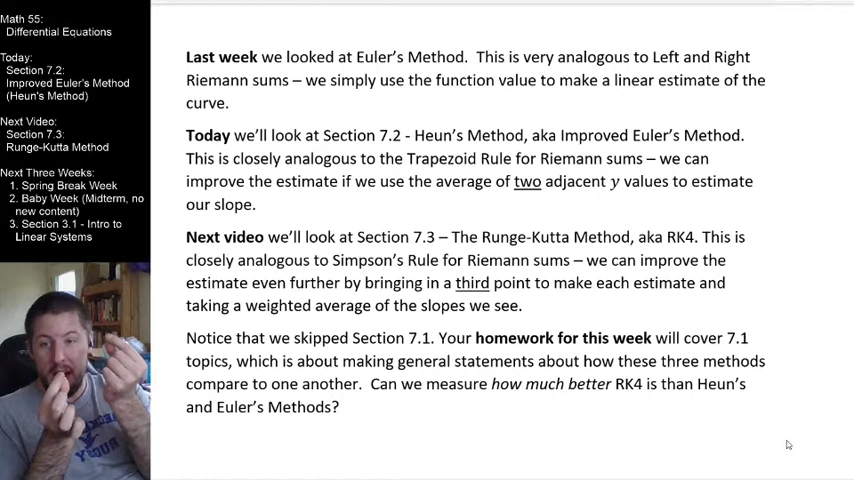 Math 55:
Differential Equations
Today:
Section 7.2:
Improved Euler's Method
(Heun's Method)
Next Video:
Section 7.3:
Runge-Kutta Method
Next Three Weeks:
1. Spring Break Week
2. Baby Week (Midterm, no
new content)
3. Section 3.1 - Intro to
Linear Systems
Last week we looked at Euler's Method. This is very analogous to Left and Right
Riemann sums – we simply use the function value to make a linear estimate of the
curve.
Today we'll look at Section 7.2 - Heun's Method, aka Improved Euler's Method.
This is closely analogous to the Trapezoid Rule for Riemann sums – we can
improve the estimate if we use the average of two adjacent y values to estimate
our slope.
Next video we'll look at Section 7.3 – The Runge-Kutta Method, aka RK4. This is
closely analogous to Simpson's Rule for Riemann sums – we can improve the
estimate even further by bringing in a third point to make each estimate and
taking a weighted average of the slopes we see.
Notice that we skipped Section 7.1. Your homework for this week will cover 7.1
topics, which is about making general statements about how these three methods
compare to one another. Can we measure how much better RK4 is than Heun's
and Euler's Methods?